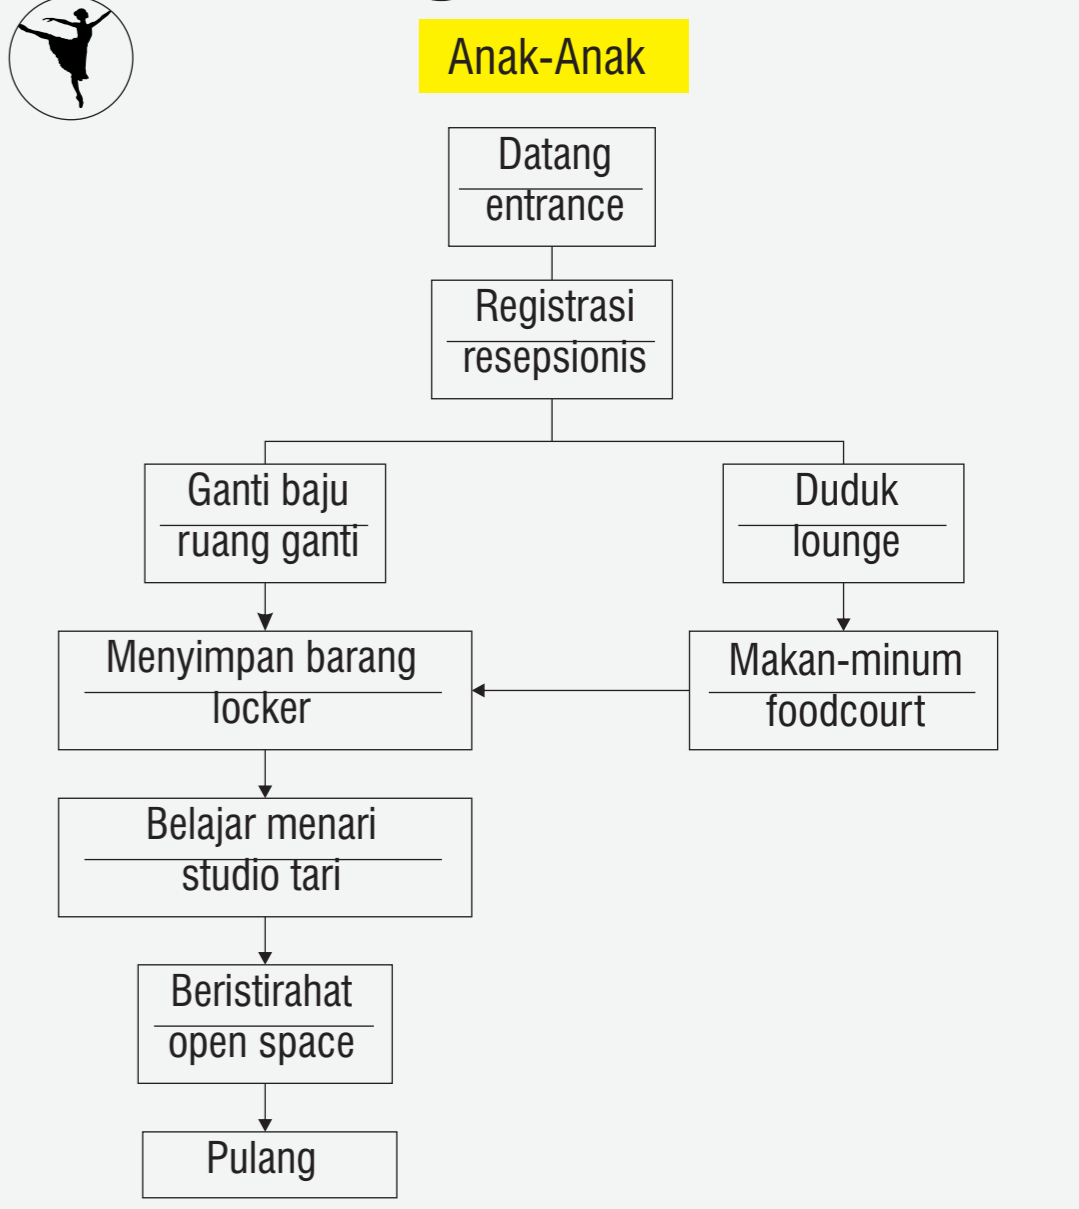 Anak-Anak
Datang
entrance
Registrasi
resepsionis
Ganti baju
ruang ganti
Duduk
lounge
Menyimpan barang
locker
Makan-minum
foodcourt
Belajar menari
studio tari
Beristirahat
open space
Pulang